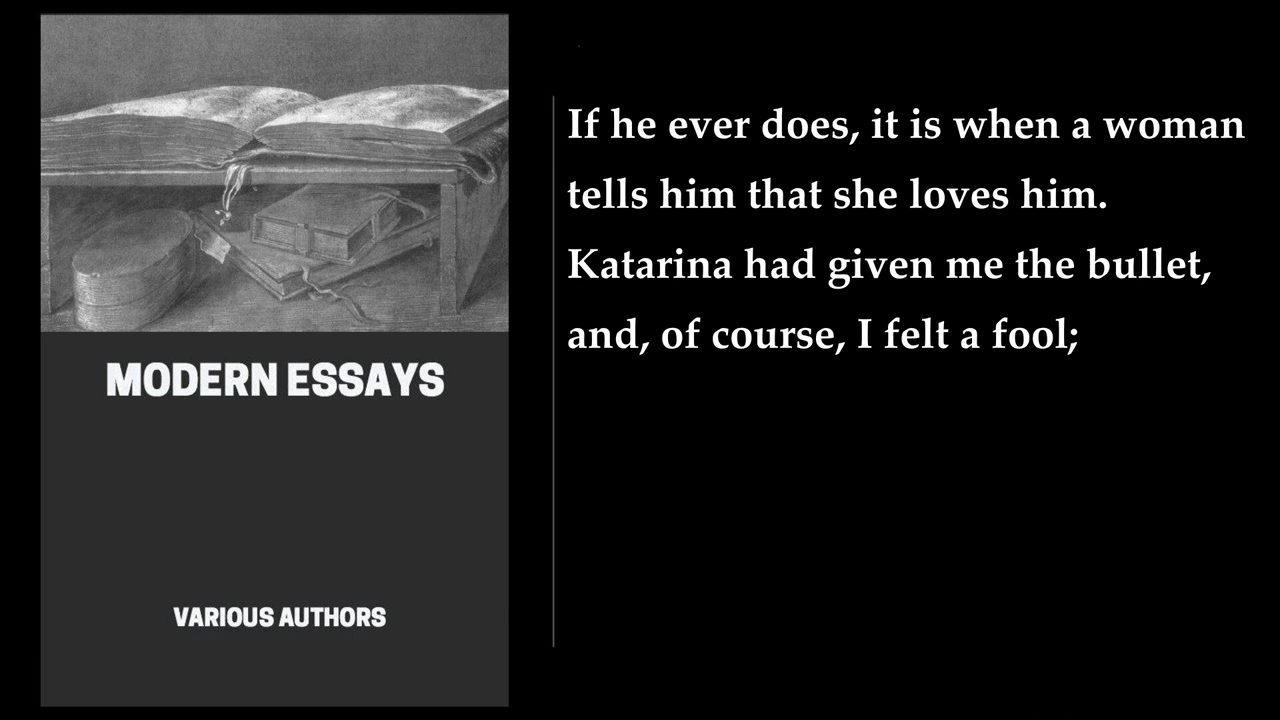 MODERN ESSAYS
VARIOUS AUTHORS
If he ever does, it is when a woman
tells him that she loves him.
Katarina had given me the bullet,
and, of course, I felt a fool;